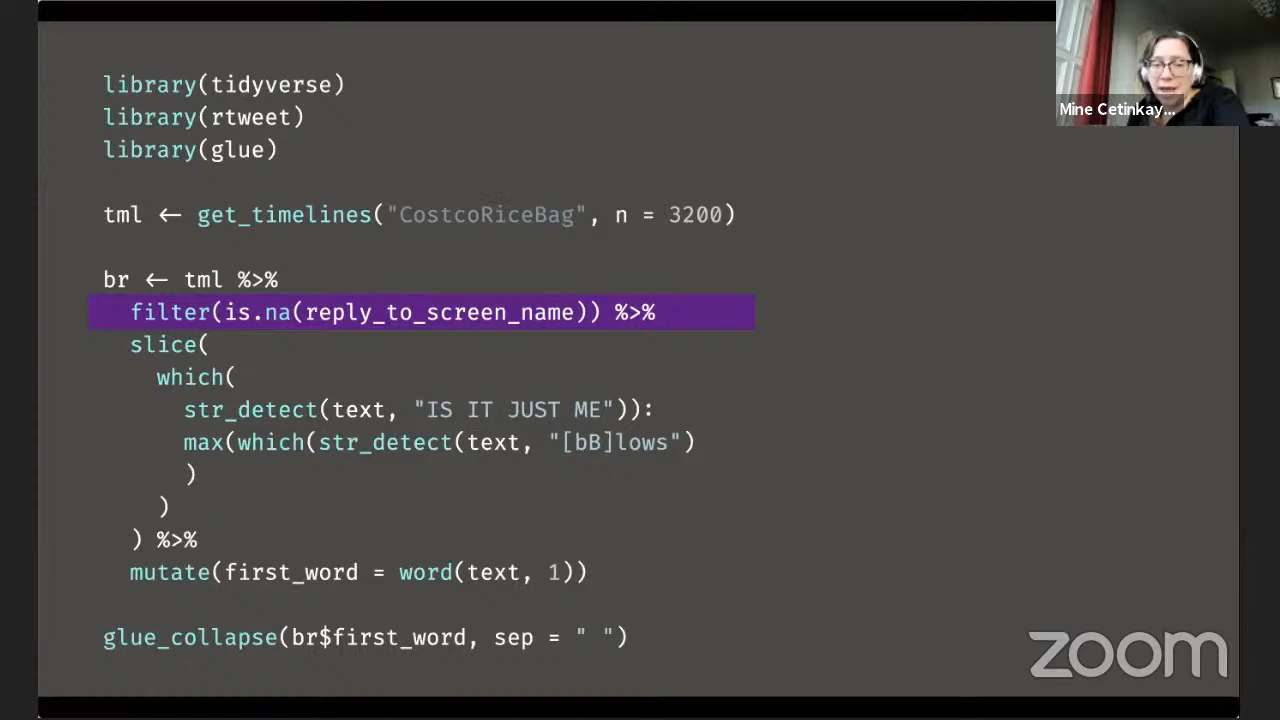 library(tidyverse)
library(rtweet)
library(glue)
tml ← get_timelines("CostcoRiceBag", n = 3200)
br ← tml %>%
filter(is.na(reply_to_screen_name)) %>%
slice(
which(
str_detect(text, "IS IT JUST ME")):
max(which(str_detect(text, "[bB]lows")
)
)
) %>%
mutate(first_word = word(text, 1))
glue_collapse(br$first_word, sep = " ")
Mine Cetinkay...
zoom